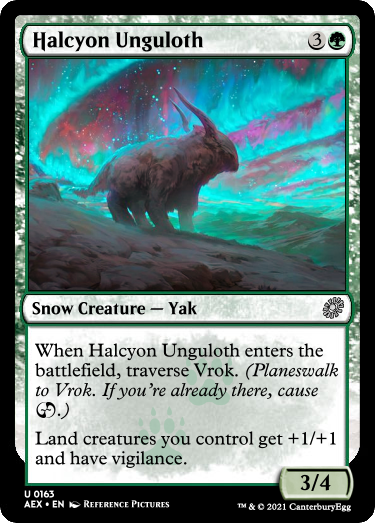 Halcyon Unguloth 3
Snow Creature — Yak
When Halcyon Unguloth enters the
battlefield, traverse Vrok. (Planeswalk
to Vrok. If you're already there, cause
.)
Land creatures you control get +1/+1
and have vigilance.
3/4
U 0163
AEX • EN Reference Pictures
™ & © 2021 CanterburyEgg